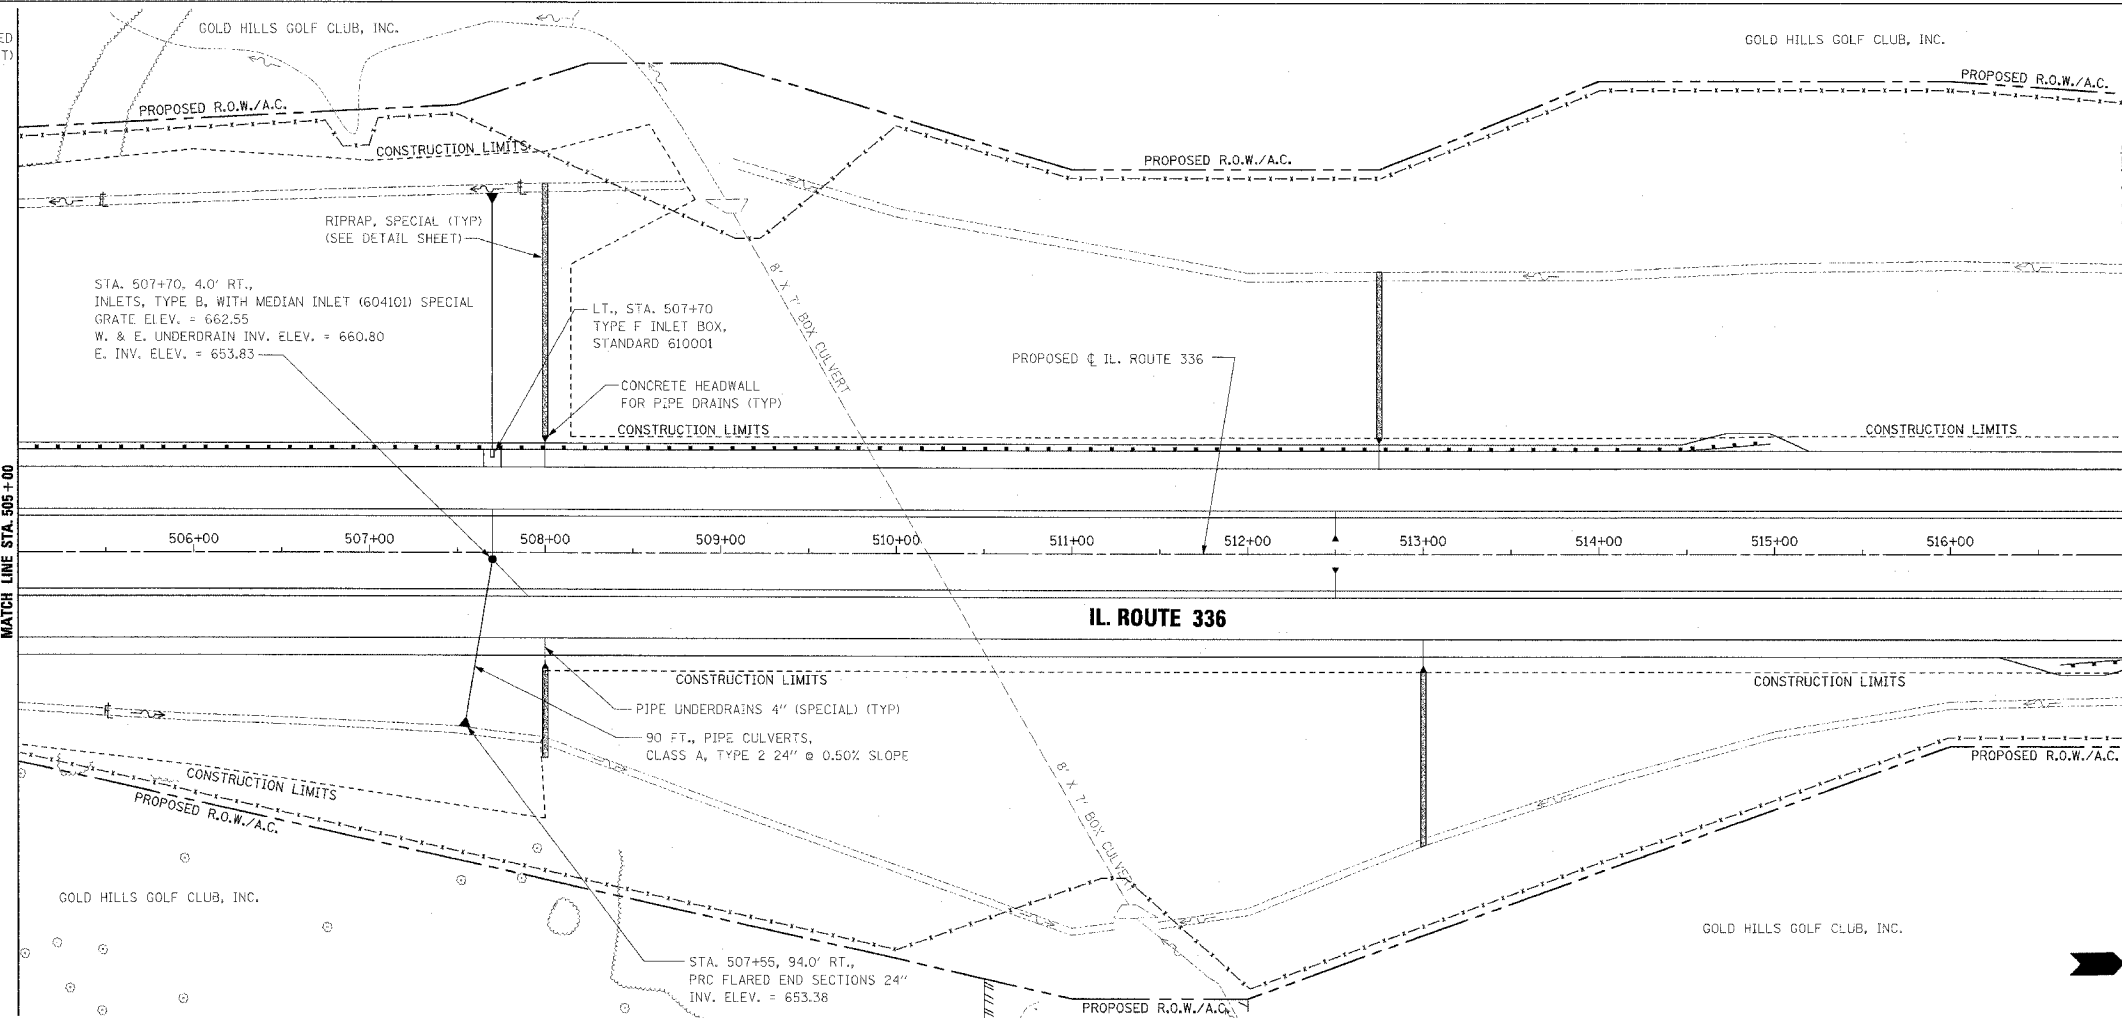 ED
T)
GOLD HILLS GOLF CLUB, INC.
GOLD HILLS GOLF CLUB, INC.
PROPOSED R.O.W./A.C.
PROPOSED R.O.W./A.C.
CONSTRUCTION LIMITS
PROPOSED R.O.W./A.C.
RIPRAP, SPECIAL (TYP)
(SEE DETAIL SHEET)
STA. 507+70, 4.0' RT.,
INLETS, TYPE B, WITH MEDIAN INLET (604101) SPECIAL
GRATE ELEV. = 662.55
W. & E. UNDERDRAIN INV. ELEV. = 660.80
E. INV. ELEV. = 653.83
LT., STA. 507+70
TYPE F INLET BOX,
STANDARD 610001
8' X 7' BOX CULVERT
PROPOSED ℄ IL. ROUTE 336
CONCRETE HEADWALL
FOR PIPE DRAINS (TYP)
CONSTRUCTION LIMITS
CONSTRUCTION LIMITS
MATCH LINE STA. 505+00
506+00
507+00
508+00
509+00
510+00
511+00
512+00
513+00
514+00
515+00
516+00
IL. ROUTE 336
CONSTRUCTION LIMITS
CONSTRUCTION LIMITS
PIPE UNDERDRAINS 4" (SPECIAL) (TYP)
90 FT., PIPE CULVERTS,
CLASS A, TYPE 2 24" @ 0.50% SLOPE
8' X 7' BOX CULVERT
PROPOSED R.O.W./A.C.
CONSTRUCTION LIMITS
PROPOSED R.O.W./A.C.
GOLD HILLS GOLF CLUB, INC.
GOLD HILLS GOLF CLUB, INC.
STA. 507+55, 94.0' RT.,
PRC FLARED END SECTIONS 24"
INV. ELEV. = 653.38
PROPOSED R.O.W./A.C.